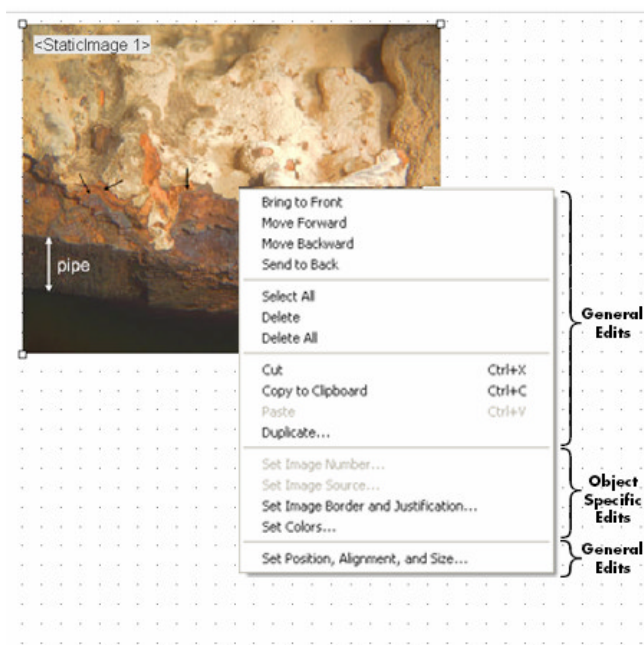 <StaticImage 1>
pipe
Bring to Front
Move Forward
Move Backward
Send to Back
Select All
Delete
Delete All
Cut Ctrl+X
Copy to Clipboard Ctrl+C
Paste Ctrl+V
Duplicate...
Set Image Number...
Set Image Source...
Set Image Border and Justification...
Set Colors...
Set Position, Alignment, and Size...
General
Edits
Object
Specific
Edits
General
Edits